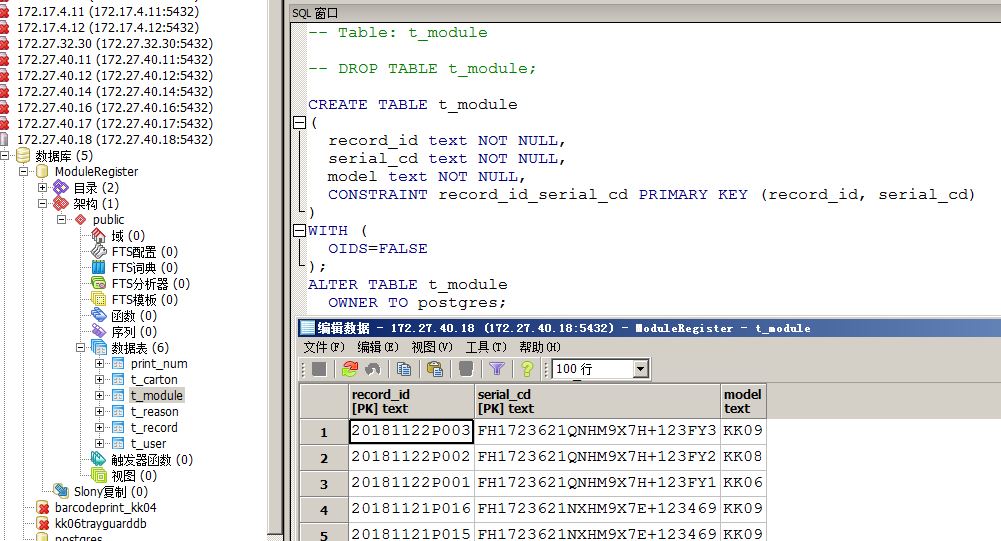 172.17.4.11 (172.17.4.11:5432)
172.17.4.12 (172.17.4.12:5432)
172.27.32.30 (172.27.32.30:5432)
172.27.40.11 (172.27.40.11:5432)
172.27.40.12 (172.27.40.12:5432)
172.27.40.14 (172.27.40.14:5432)
172.27.40.16 (172.27.40.16:5432)
172.27.40.17 (172.27.40.17:5432)
172.27.40.18 (172.27.40.18:5432)
数据库 (5)
ModuleRegister
目录 (2)
架构 (1)
public
域 (0)
FTS配置 (0)
FTS词典 (0)
FTS分析器 (0)
FTS模板 (0)
函数 (0)
序列 (0)
数据表 (6)
print_num
t_carton
t_module
t_reason
t_record
t_user
触发器函数 (0)
视图 (0)
Slony复制 (0)
barcodeprint_kk04
kk06trayguarddb
postgres
SQL 窗口
-- Table: t_module
-- DROP TABLE t_module;
CREATE TABLE t_module
(
record_id text NOT NULL,
serial_cd text NOT NULL,
model text NOT NULL,
CONSTRAINT record_id_serial_cd PRIMARY KEY (record_id, serial_cd)
)
WITH (
OIDS=FALSE
);
ALTER TABLE t_module
OWNER TO postgres;
编辑数据 - 172.27.40.18 (172.27.40.18:5432) - ModuleRegister - t_module
文件(F) 编辑(E) 视图(V) 工具(T) 帮助(H)
100 行
record_id serial_cd model
[PK] text [PK] text text
1 20181122P003 FH1723621QNHM9X7H+123FY3 KK09
2 20181122P002 FH1723621QNHM9X7H+123FY2 KK08
3 20181122P001 FH1723621QNHM9X7H+123FY1 KK06
4 20181121P016 FH1723621NXHM9X7E+123469 KK09
5 20181121P015 FH1723621NXHM9X7E+123469 KK09